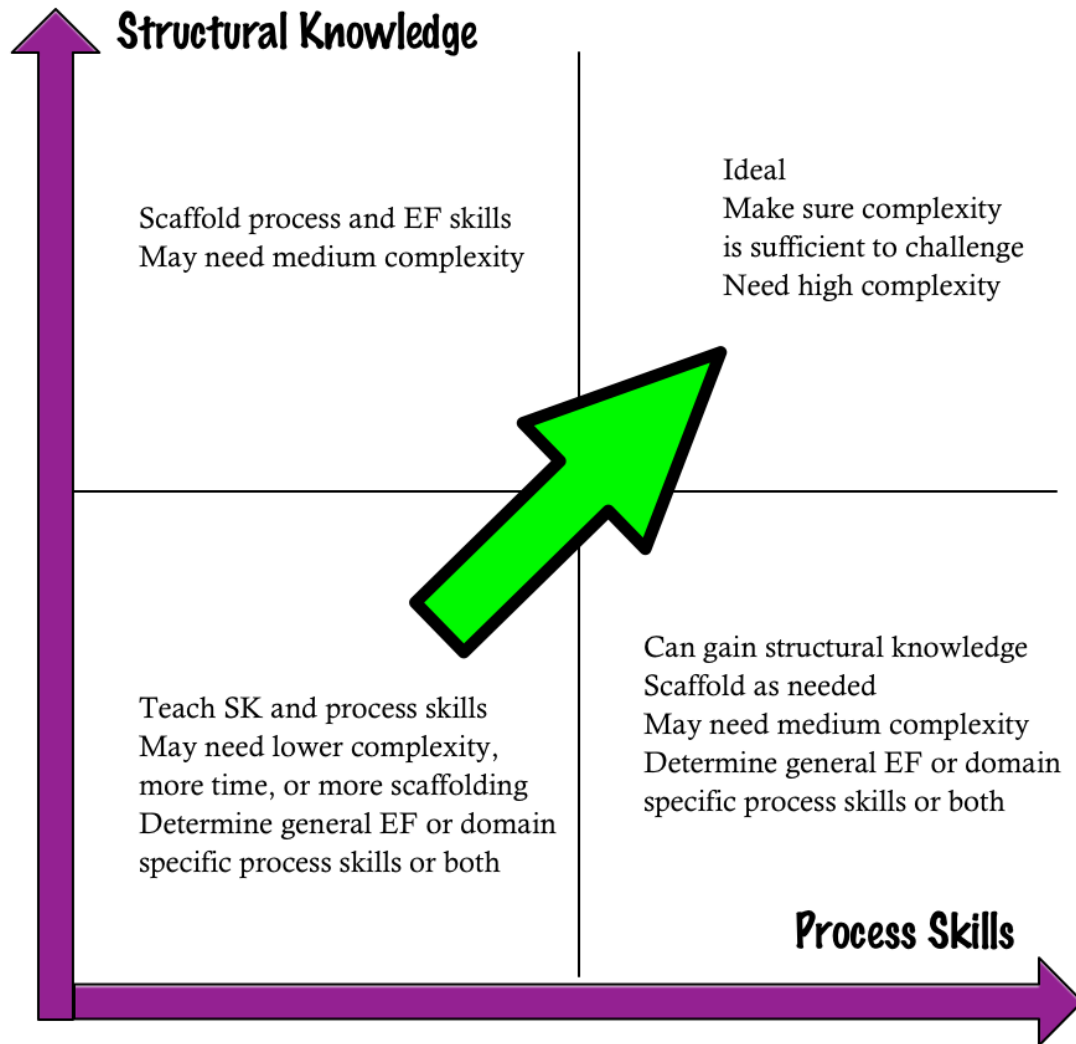 Structural Knowledge
Scaffold process and EF skills
May need medium complexity
Ideal
Make sure complexity
is sufficient to challenge
Need high complexity
Teach SK and process skills
May need lower complexity,
more time, or more scaffolding
Determine general EF or domain
specific process skills or both
Can gain structural knowledge
Scaffold as needed
May need medium complexity
Determine general EF or domain
specific process skills or both
Process Skills